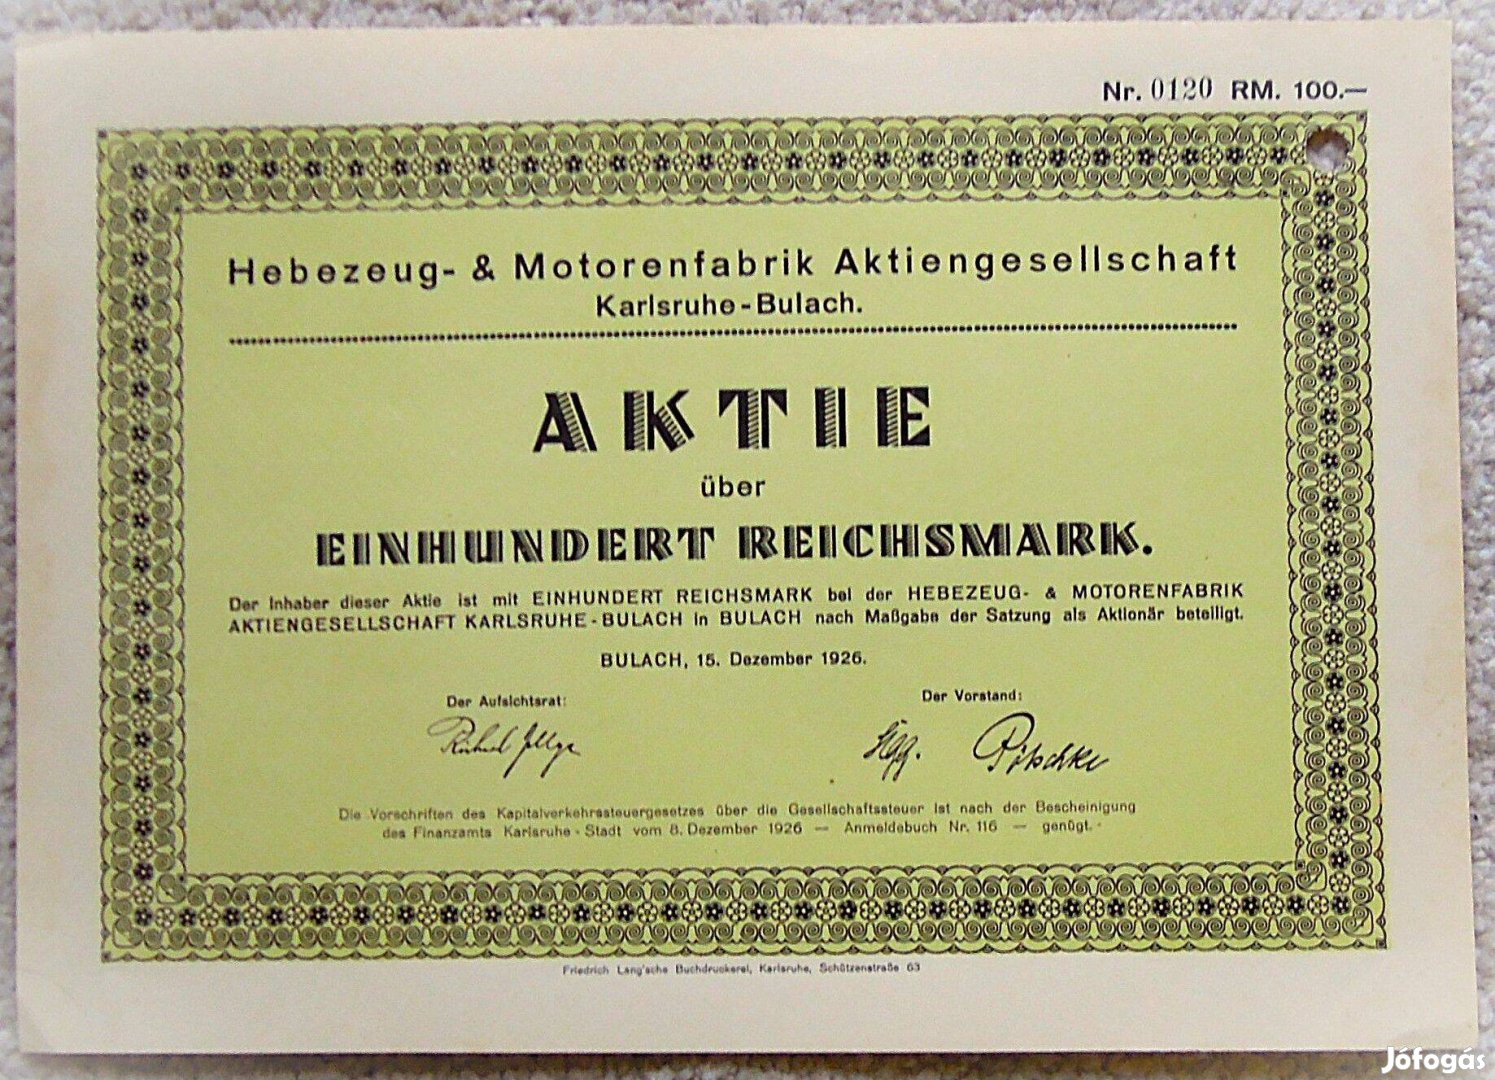 Nr. 0120 RM. 100.—
Hebezeug- & Motorenfabrik Aktiengesellschaft
Karlsruhe-Bulach.
AKTIE
über
EINHUNDERT REICHSMARK.
Der Inhaber dieser Aktie ist mit EINHUNDERT REICHSMARK bei der HEBEZEUG- & MOTORENFABRIK
AKTIENGESELLSCHAFT KARLSRUHE-BULACH in BULACH nach Maßgabe der Satzung als Aktionär beteiligt.
BULACH, 15. Dezember 1926.
Der Aufsichtsrat:
Der Vorstand:
Pötschke
Die Vorschriften des Kapitalverkehrssteuergesetzes über die Gesellschaftssteuer ist nach der Bescheinigung
des Finanzamts Karlsruhe-Stadt vom 8. Dezember 1926 — Anmeldebuch Nr. 116 — genügt.
Friedrich Lang'sche Buchdruckerei, Karlsruhe, Schützenstraße 63
Jófogás